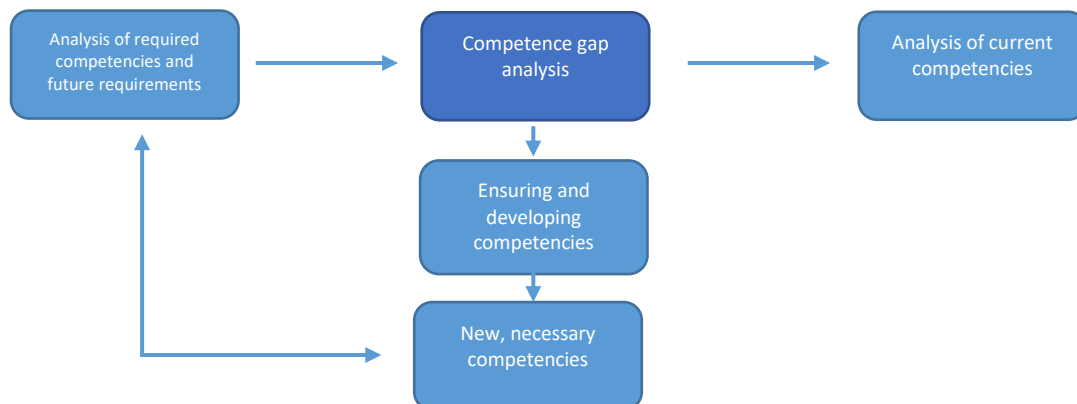 Analysis of required
competencies and
future requirements
Competence gap
analysis
Analysis of current
competencies
Ensuring and
developing
competencies
New, necessary
competencies